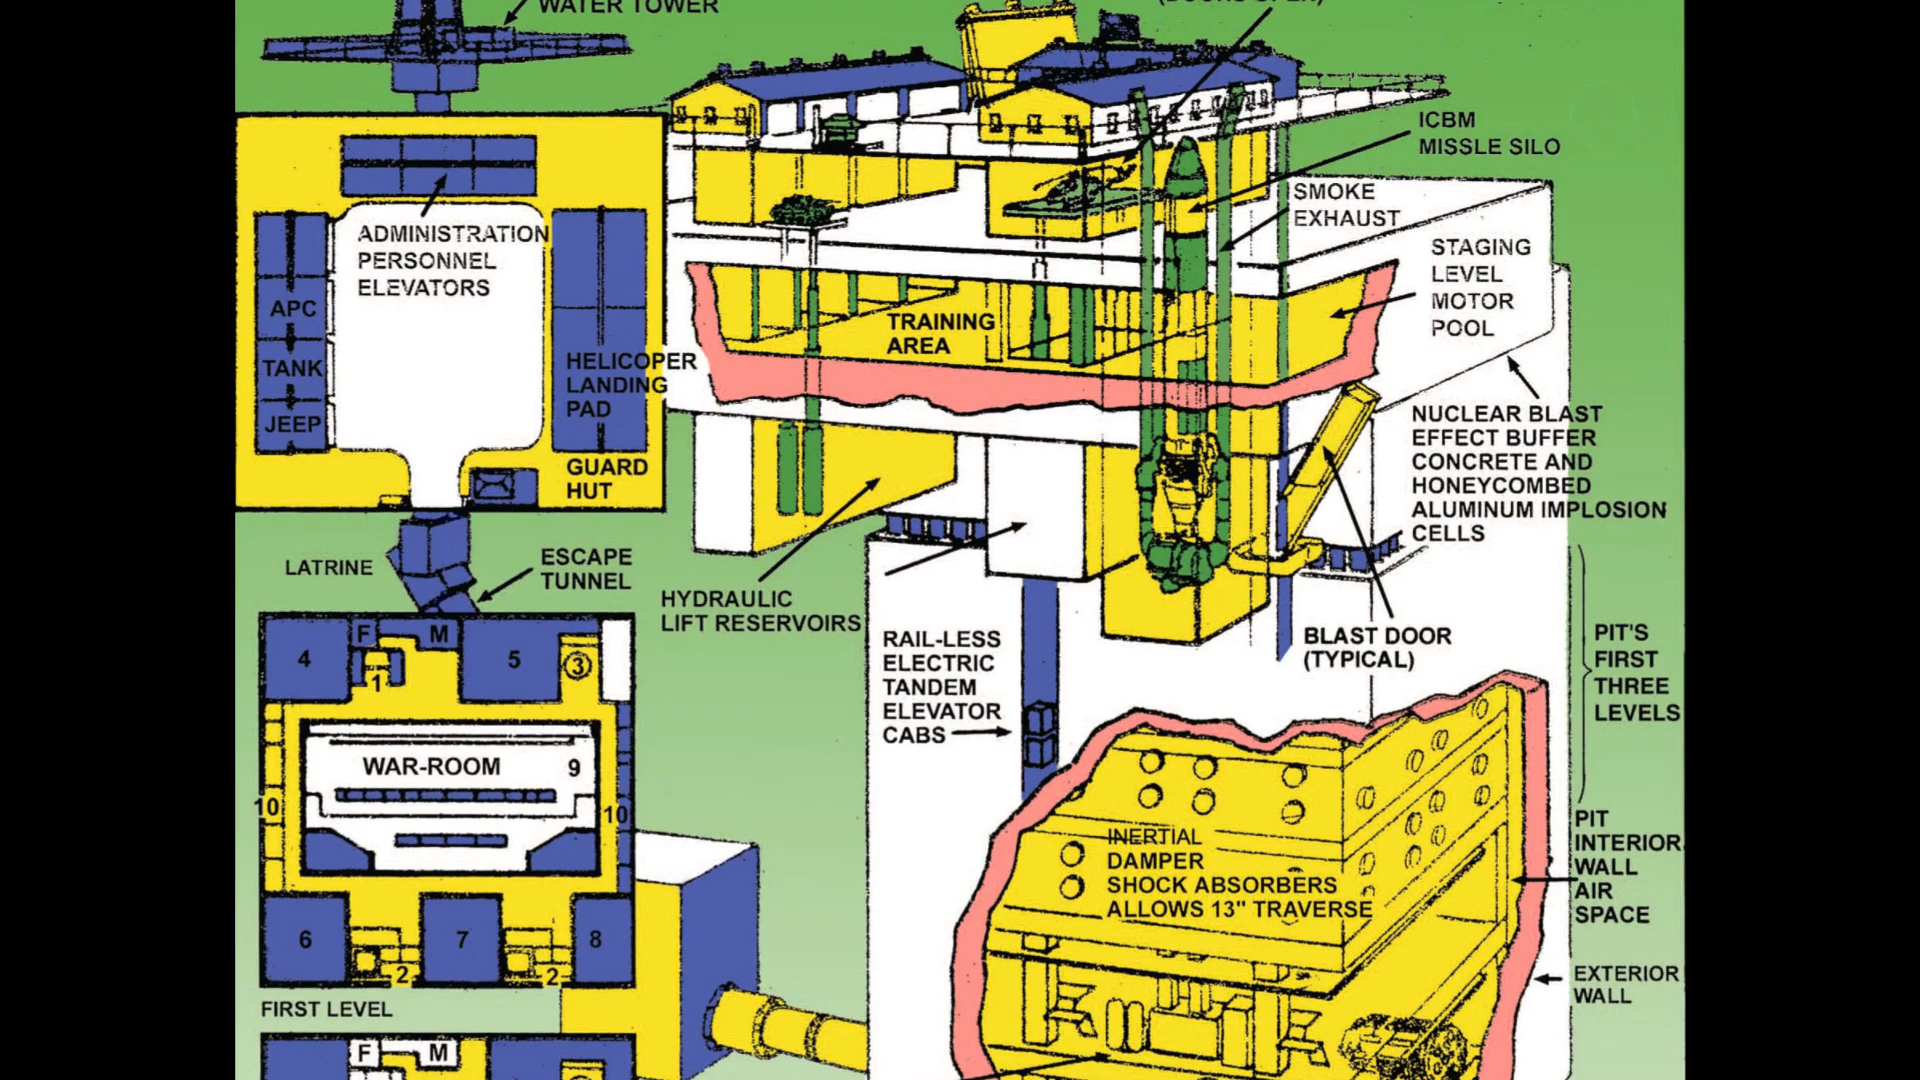 WATER TOWER
(DOORS OPEN)
ICBM
MISSLE SILO
SMOKE
EXHAUST
STAGING
LEVEL
MOTOR
POOL
ADMINISTRATION
PERSONNEL
ELEVATORS
APC
TANK
JEEP
HELICOPER
LANDING
PAD
GUARD
HUT
TRAINING
AREA
NUCLEAR BLAST
EFFECT BUFFER
CONCRETE AND
HONEYCOMBED
ALUMINUM IMPLOSION
CELLS
LATRINE
ESCAPE
TUNNEL
HYDRAULIC
LIFT RESERVOIRS
RAIL-LESS
ELECTRIC
TANDEM
ELEVATOR
CABS
BLAST DOOR
(TYPICAL)
PIT'S
FIRST
THREE
LEVELS
F M
4 5 3
1
WAR-ROOM 9
10 10
6 7 8
2 2
FIRST LEVEL
F M
INERTIAL
DAMPER
SHOCK ABSORBERS
ALLOWS 13" TRAVERSE
PIT
INTERIOR
WALL
AIR
SPACE
EXTERIOR
WALL